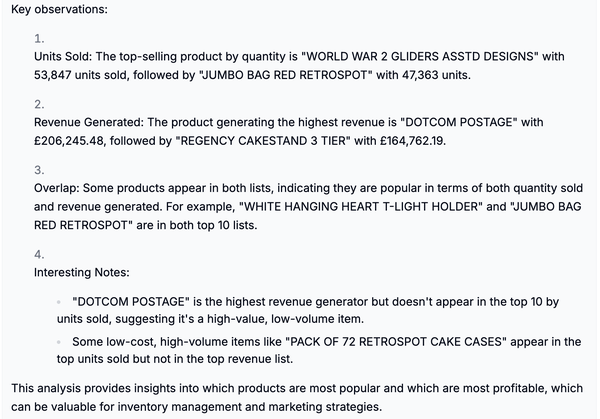 Key observations:
1.
Units Sold: The top-selling product by quantity is "WORLD WAR 2 GLIDERS ASSTD DESIGNS" with
53,847 units sold, followed by "JUMBO BAG RED RETROSPOT" with 47,363 units.
2.
Revenue Generated: The product generating the highest revenue is "DOTCOM POSTAGE" with
£206,245.48, followed by "REGENCY CAKESTAND 3 TIER" with £164,762.19.
3.
Overlap: Some products appear in both lists, indicating they are popular in terms of both quantity sold
and revenue generated. For example, "WHITE HANGING HEART T-LIGHT HOLDER" and "JUMBO BAG
RED RETROSPOT" are in both top 10 lists.
4.
Interesting Notes:
"DOTCOM POSTAGE" is the highest revenue generator but doesn't appear in the top 10 by
units sold, suggesting it's a high-value, low-volume item.
Some low-cost, high-volume items like "PACK OF 72 RETROSPOT CAKE CASES" appear in the
top units sold but not in the top revenue list.
This analysis provides insights into which products are most popular and which are most profitable, which
can be valuable for inventory management and marketing strategies.